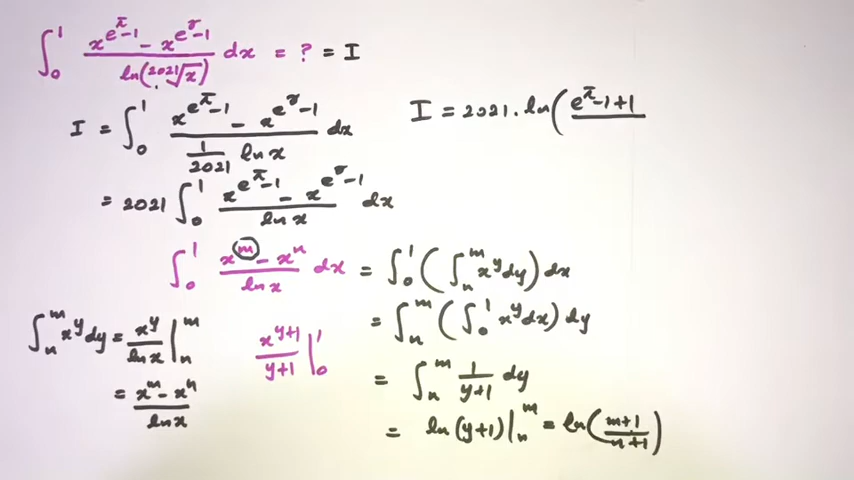 ∫₀¹ (x^(e^π-1) - x^(e^γ-1)) / ln(²⁰²¹√x) dx = ? = I
I = ∫₀¹ (x^(e^π-1) - x^(e^γ-1)) / (1/2021 ln x) dx
I = 2021 · ln( (e^π-1+1) /
= 2021 ∫₀¹ (x^(e^π-1) - x^(e^γ-1)) / ln x dx
∫₀¹ (x^m - x^n) / ln x dx = ∫₀¹ ( ∫ₙᵐ x^y dy ) dx
= ∫ₙᵐ ( ∫₀¹ x^y dx ) dy
∫ₙᵐ x^y dy = x^y / ln x |ₙᵐ
= (x^m - x^n) / ln x
x^(y+1) / (y+1) |₀¹
= ∫ₙᵐ 1/(y+1) dy
= ln (y+1) |ₙᵐ = ln( (m+1)/(n+1) )